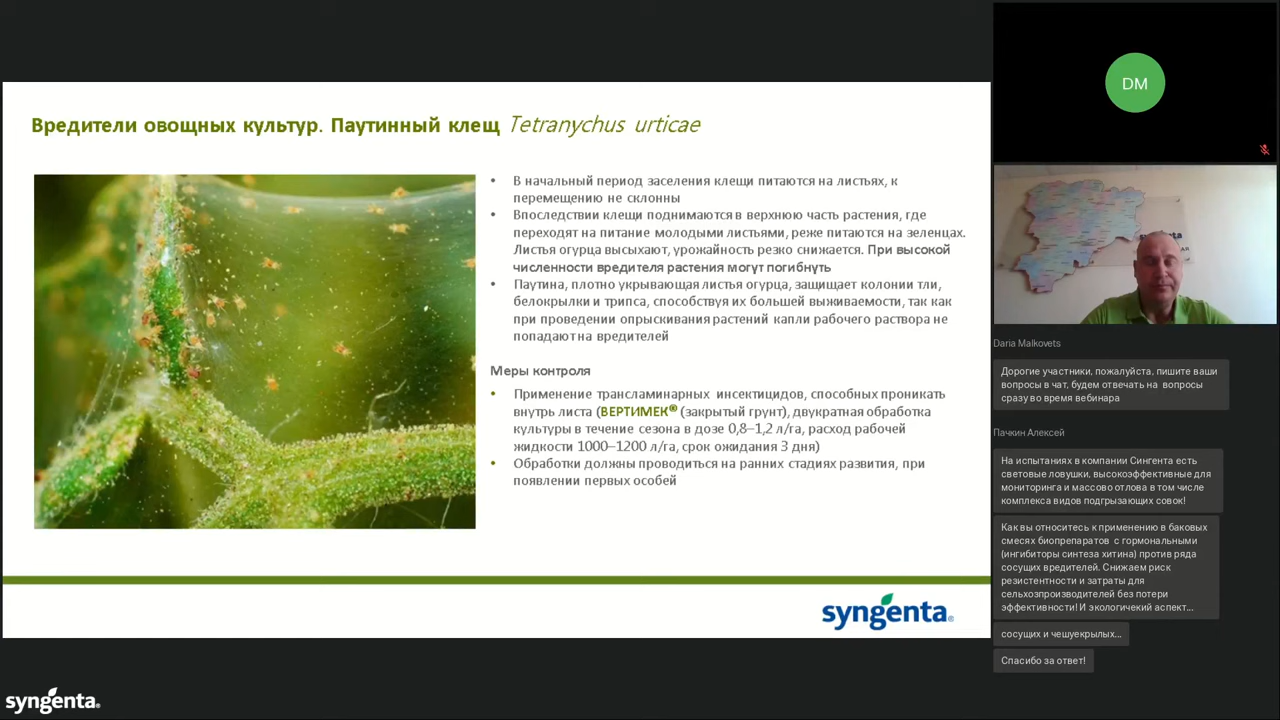 Вредители овощных культур. Паутинный клещ Tetranychus urticae
• В начальный период заселения клещи питаются на листьях, к
перемещению не склонны
• Впоследствии клещи поднимаются в верхнюю часть растения, где
переходят на питание молодыми листьями, реже питаются на зеленцах.
Листья огурца высыхают, урожайность резко снижается. При высокой
численности вредителя растения могут погибнуть
• Паутина, плотно укрывающая листья огурца, защищает колонии тли,
белокрылки и трипса, способствуя их большей выживаемости, так как
при проведении опрыскивания растений капли рабочего раствора не
попадают на вредителей
Меры контроля
• Применение трансламинарных инсектицидов, способных проникать
внутрь листа (ВЕРТИМЕК® (закрытый грунт), двукратная обработка
культуры в течение сезона в дозе 0,8–1,2 л/га, расход рабочей
жидкости 1000–1200 л/га, срок ожидания 3 дня)
• Обработки должны проводиться на ранних стадиях развития, при
появлении первых особей
syngenta®
syngenta®
DM
Daria Malkovets
Дорогие участники, пожалуйста, пишите ваши
вопросы в чат, будем отвечать на вопросы
сразу во время вебинара
Пачкин Алексей
На испытаниях в компании Сингента есть
световые ловушки, высокоэффективные для
мониторинга и массового отлова в том числе
комплекса видов подгрызающих совок!
Как вы относитесь к применению в баковых
смесях биопрепаратов с гормональными
(ингибиторы синтеза хитина) против ряда
сосущих вредителей. Снижаем риск
резистентности и затраты для
сельхозпроизводителей без потери
эффективности! И экологичекий аспект...
сосущих и чешуекрылых...
Спасибо за ответ!